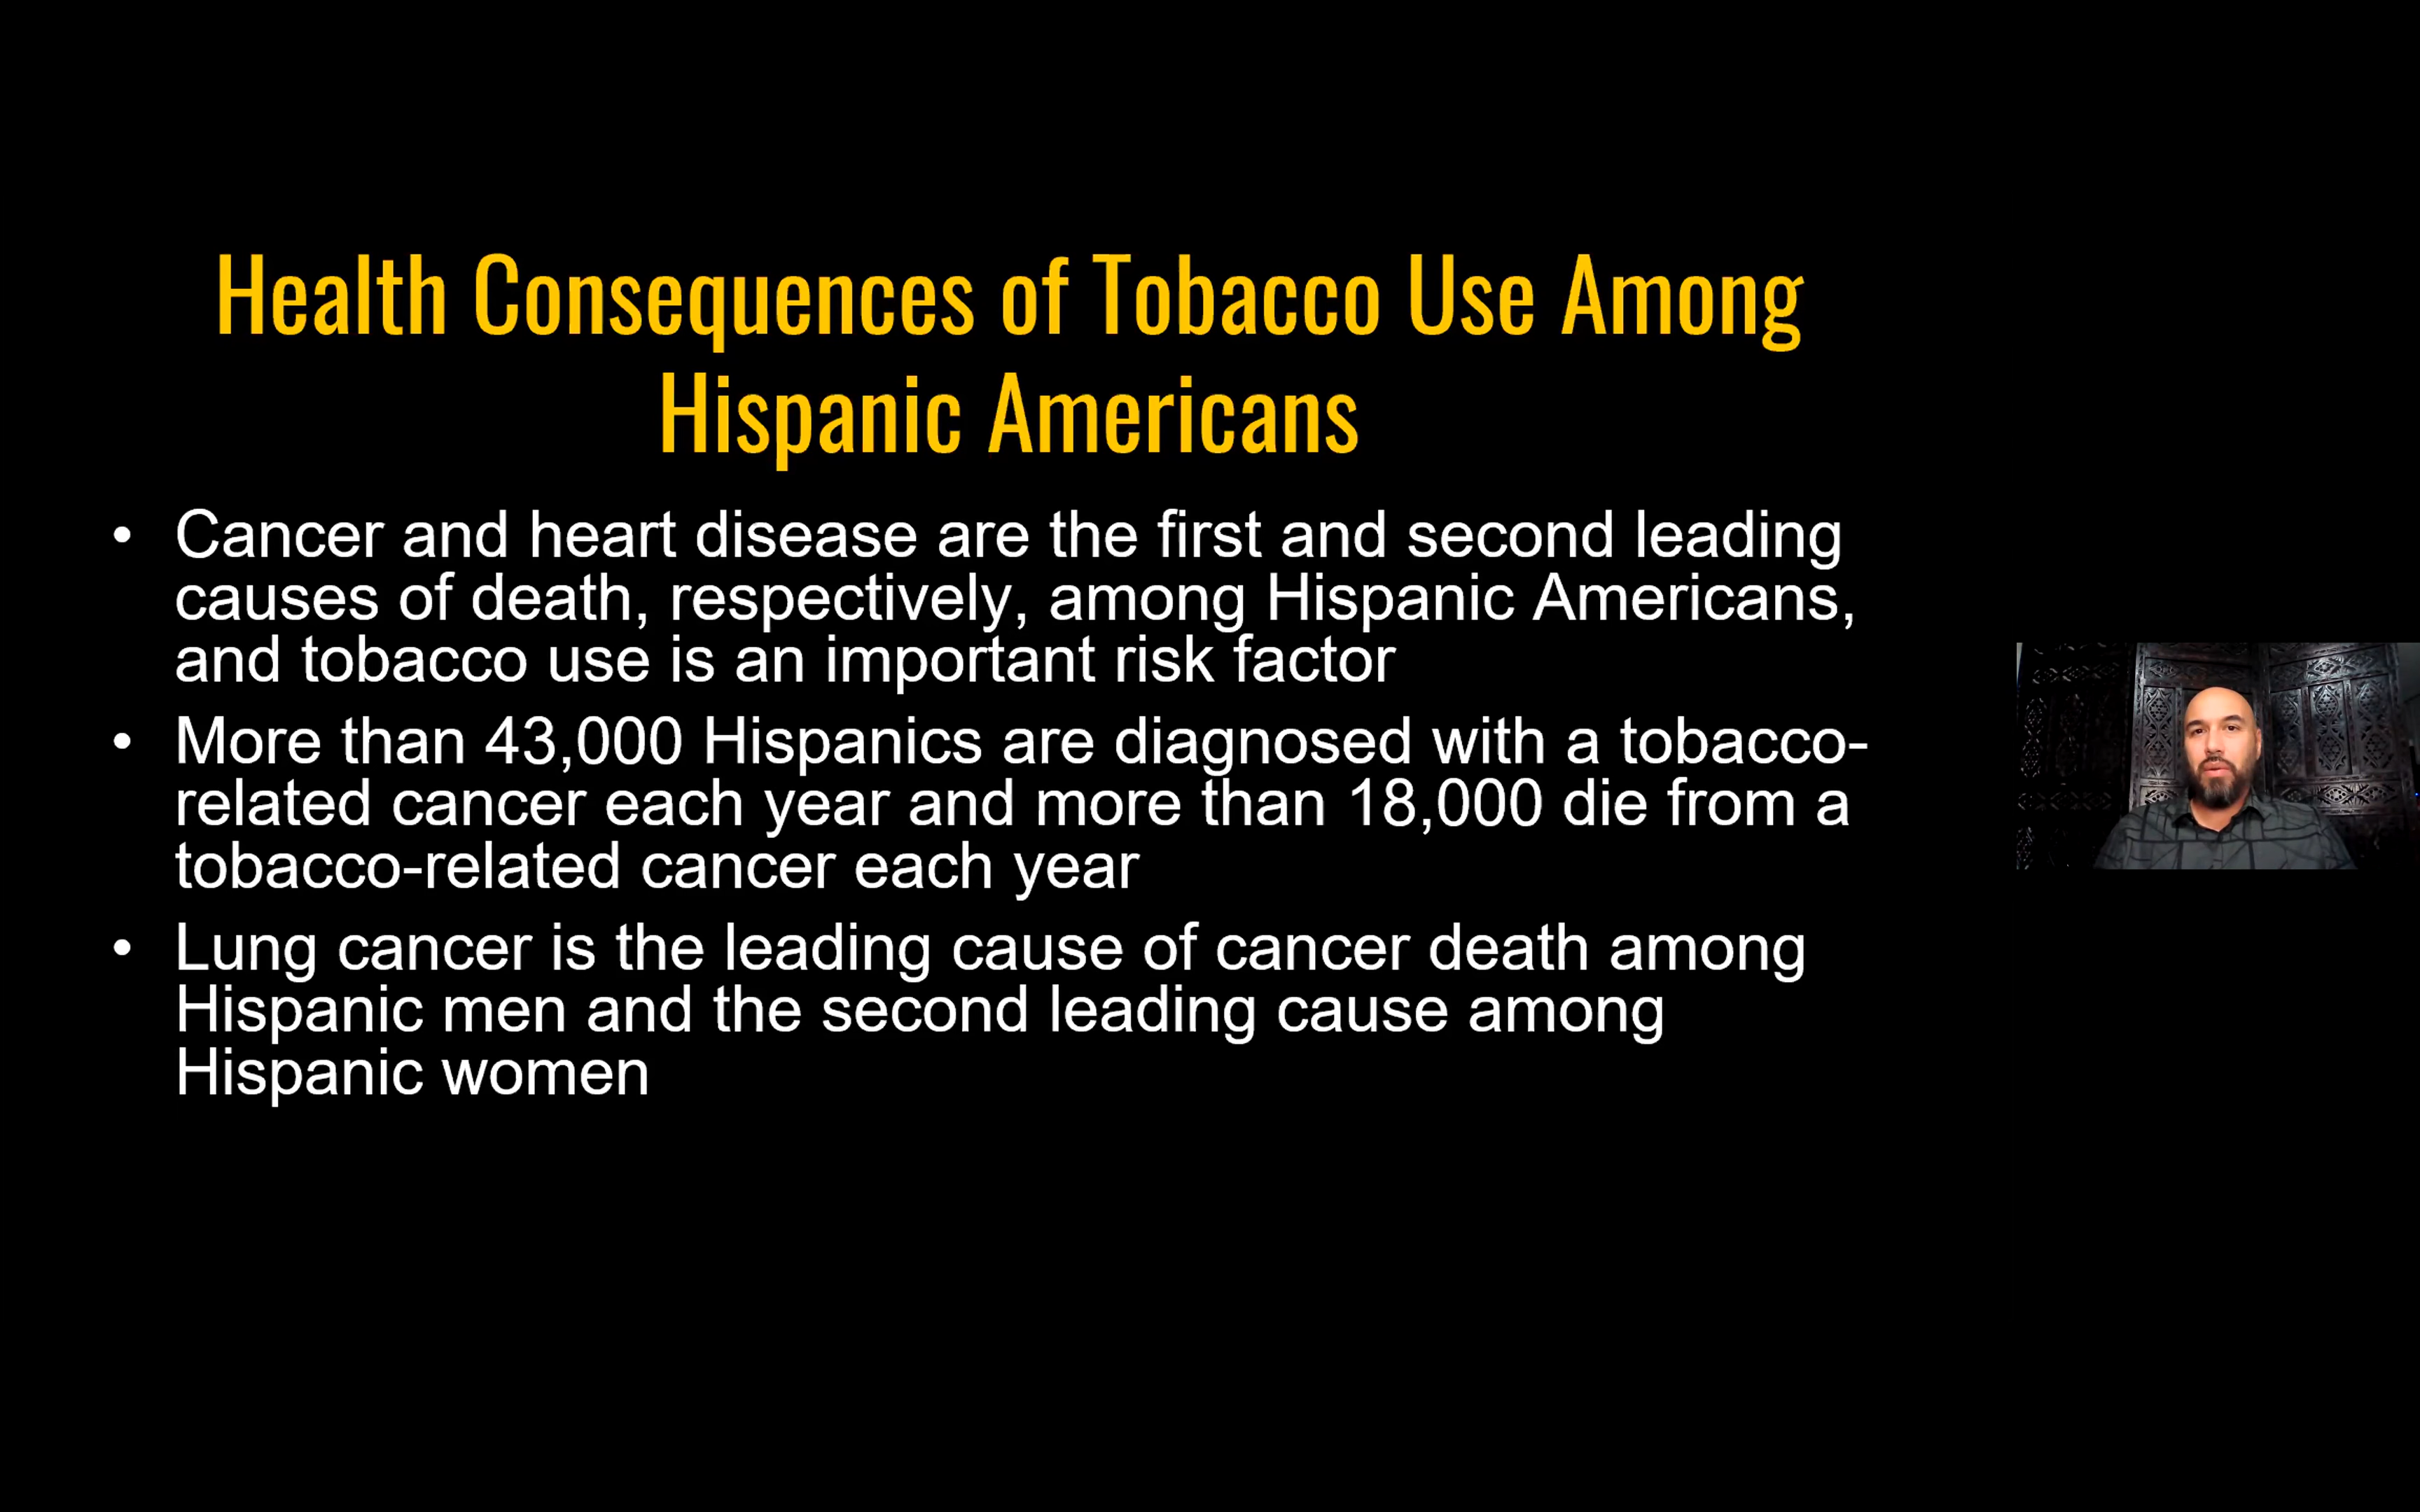 Health Consequences of Tobacco Use Among
Hispanic Americans
• Cancer and heart disease are the first and second leading
causes of death, respectively, among Hispanic Americans,
and tobacco use is an important risk factor
• More than 43,000 Hispanics are diagnosed with a tobacco-
related cancer each year and more than 18,000 die from a
tobacco-related cancer each year
• Lung cancer is the leading cause of cancer death among
Hispanic men and the second leading cause among
Hispanic women